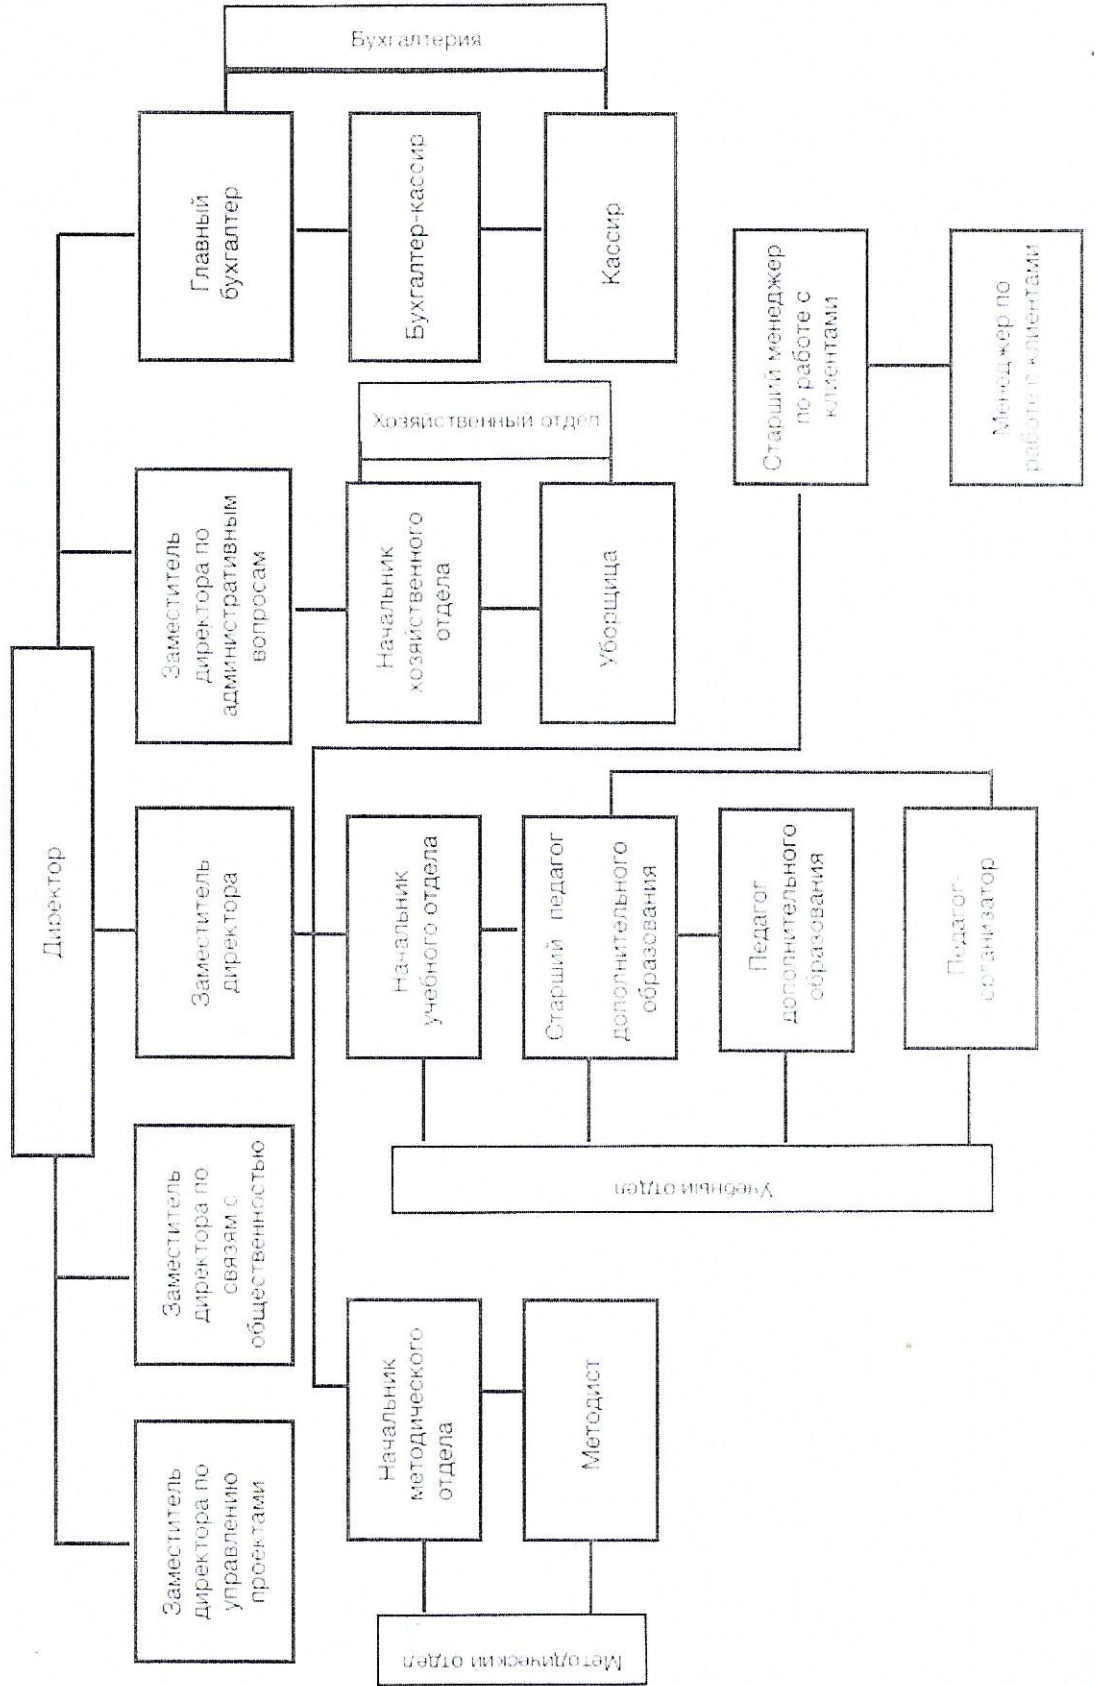 Директор
Заместитель
директора по
управлению
проектами
Заместитель
директора по
связям с
общественностью
Заместитель
директора
Заместитель
директора по
административным
вопросам
Главный
бухгалтер
Бухгалтерия
Методический отдел
Начальник
методического
отдела
Начальник
учебного отдела
Начальник
хозяйственного
отдела
Хозяйственный отдел
Бухгалтер-кассир
Методист
Учебный отдел
Старший педагог
дополнительного
образования
Уборщица
Кассир
Педагог
дополнительного
образования
Старший менеджер
по работе с
клиентами
Педагог-
организатор
Менеджер по
работе с клиентами